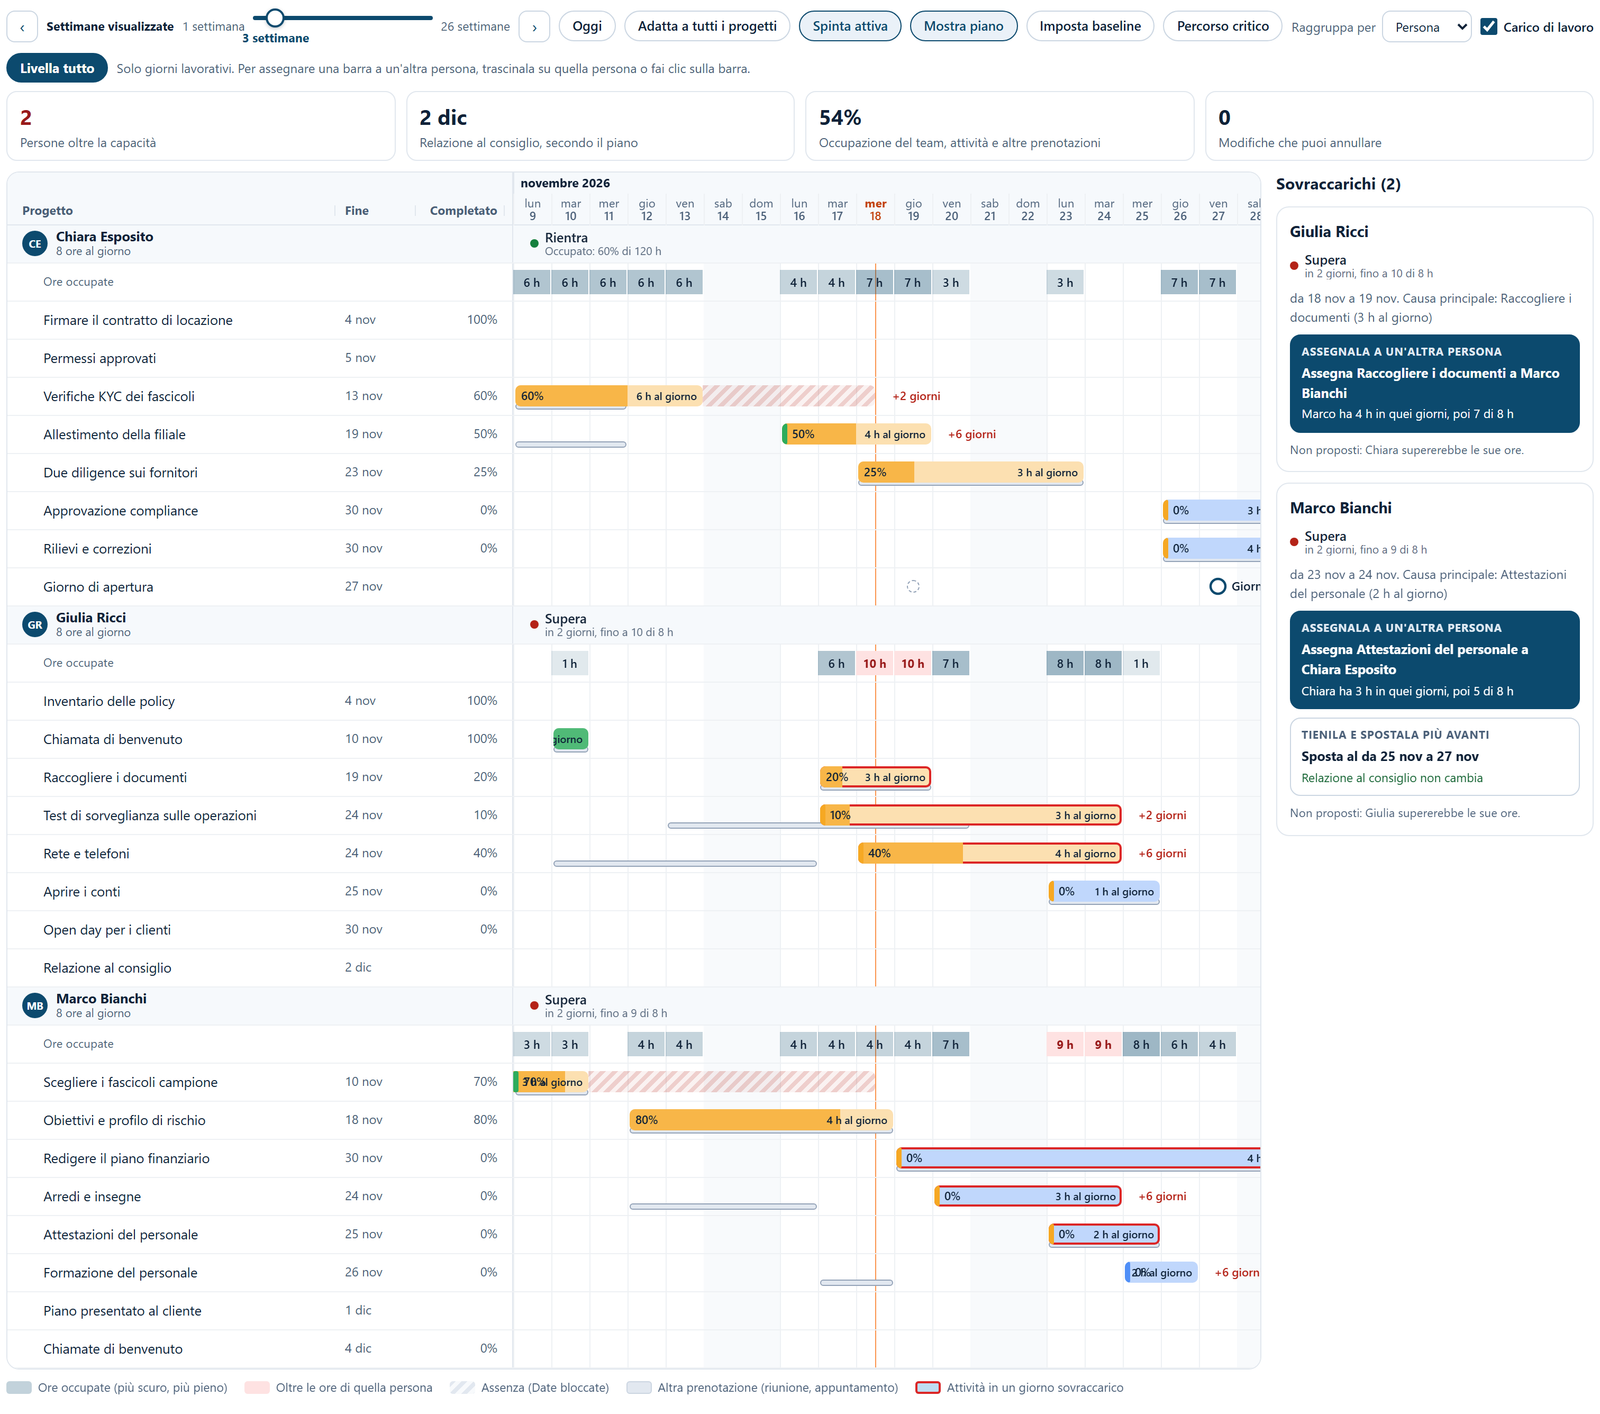 ‹ Settimane visualizzate 1 settimana 3 settimane 26 settimane › Oggi Adatta a tutti i progetti Spinta attiva Mostra piano Imposta baseline Percorso critico Raggruppa per Persona Carico di lavoro
Livella tutto Solo giorni lavorativi. Per assegnare una barra a un'altra persona, trascinala su quella persona o fai clic sulla barra.
2
Persone oltre la capacità
2 dic
Relazione al consiglio, secondo il piano
54%
Occupazione del team, attività e altre prenotazioni
0
Modifiche che puoi annullare
novembre 2026
Progetto Fine Completato
lun 9 mar 10 mer 11 gio 12 ven 13 sab 14 dom 15 lun 16 mar 17 mer 18 gio 19 ven 20 sab 21 dom 22 lun 23 mar 24 mer 25 gio 26 ven 27 sal 28
CE Chiara Esposito
8 ore al giorno
Rientra
Occupato: 60% di 120 h
Ore occupate 6 h 6 h 6 h 6 h 6 h 4 h 4 h 7 h 7 h 3 h 3 h 7 h 7 h
Firmare il contratto di locazione 4 nov 100%
Permessi approvati 5 nov
Verifiche KYC dei fascicoli 13 nov 60% 60% 6 h al giorno +2 giorni
Allestimento della filiale 19 nov 50% 50% 4 h al giorno +6 giorni
Due diligence sui fornitori 23 nov 25% 25% 3 h al giorno
Approvazione compliance 30 nov 0% 0% 3 h
Rilievi e correzioni 30 nov 0% 0% 4 h
Giorno di apertura 27 nov Giorn
GR Giulia Ricci
8 ore al giorno
Supera
in 2 giorni, fino a 10 di 8 h
Ore occupate 1 h 6 h 10 h 10 h 7 h 8 h 8 h 1 h
Inventario delle policy 4 nov 100%
Chiamata di benvenuto 10 nov 100% giorno
Raccogliere i documenti 19 nov 20% 20% 3 h al giorno
Test di sorveglianza sulle operazioni 24 nov 10% 10% 3 h al giorno +2 giorni
Rete e telefoni 24 nov 40% 40% 4 h al giorno +6 giorni
Aprire i conti 25 nov 0% 0% 1 h al giorno
Open day per i clienti 30 nov 0%
Relazione al consiglio 2 dic
MB Marco Bianchi
8 ore al giorno
Supera
in 2 giorni, fino a 9 di 8 h
Ore occupate 3 h 3 h 4 h 4 h 4 h 4 h 4 h 4 h 7 h 9 h 9 h 8 h 6 h 4 h
Scegliere i fascicoli campione 10 nov 70% 70% 3 h al giorno
Obiettivi e profilo di rischio 18 nov 80% 80% 4 h al giorno
Redigere il piano finanziario 30 nov 0% 0% 4 h
Arredi e insegne 24 nov 0% 0% 3 h al giorno +6 giorni
Attestazioni del personale 25 nov 0% 0% 2 h al giorno
Formazione del personale 26 nov 0% 0% 2 h al giorno +6 giorn
Piano presentato al cliente 1 dic
Chiamate di benvenuto 4 dic 0%
Ore occupate (più scuro, più pieno) Oltre le ore di quella persona Assenza (Date bloccate) Altra prenotazione (riunione, appuntamento) Attività in un giorno sovraccarico
Sovraccarichi (2)
Giulia Ricci
Supera
in 2 giorni, fino a 10 di 8 h
da 18 nov a 19 nov. Causa principale: Raccogliere i
documenti (3 h al giorno)
ASSEGNALA A UN'ALTRA PERSONA
Assegna Raccogliere i documenti a Marco
Bianchi
Marco ha 4 h in quei giorni, poi 7 di 8 h
Non proposti: Chiara supererebbe le sue ore.
Marco Bianchi
Supera
in 2 giorni, fino a 9 di 8 h
da 23 nov a 24 nov. Causa principale: Attestazioni
del personale (2 h al giorno)
ASSEGNALA A UN'ALTRA PERSONA
Assegna Attestazioni del personale a
Chiara Esposito
Chiara ha 3 h in quei giorni, poi 5 di 8 h
TIENILA E SPOSTALA PIÙ AVANTI
Sposta al da 25 nov a 27 nov
Relazione al consiglio non cambia
Non proposti: Giulia supererebbe le sue ore.